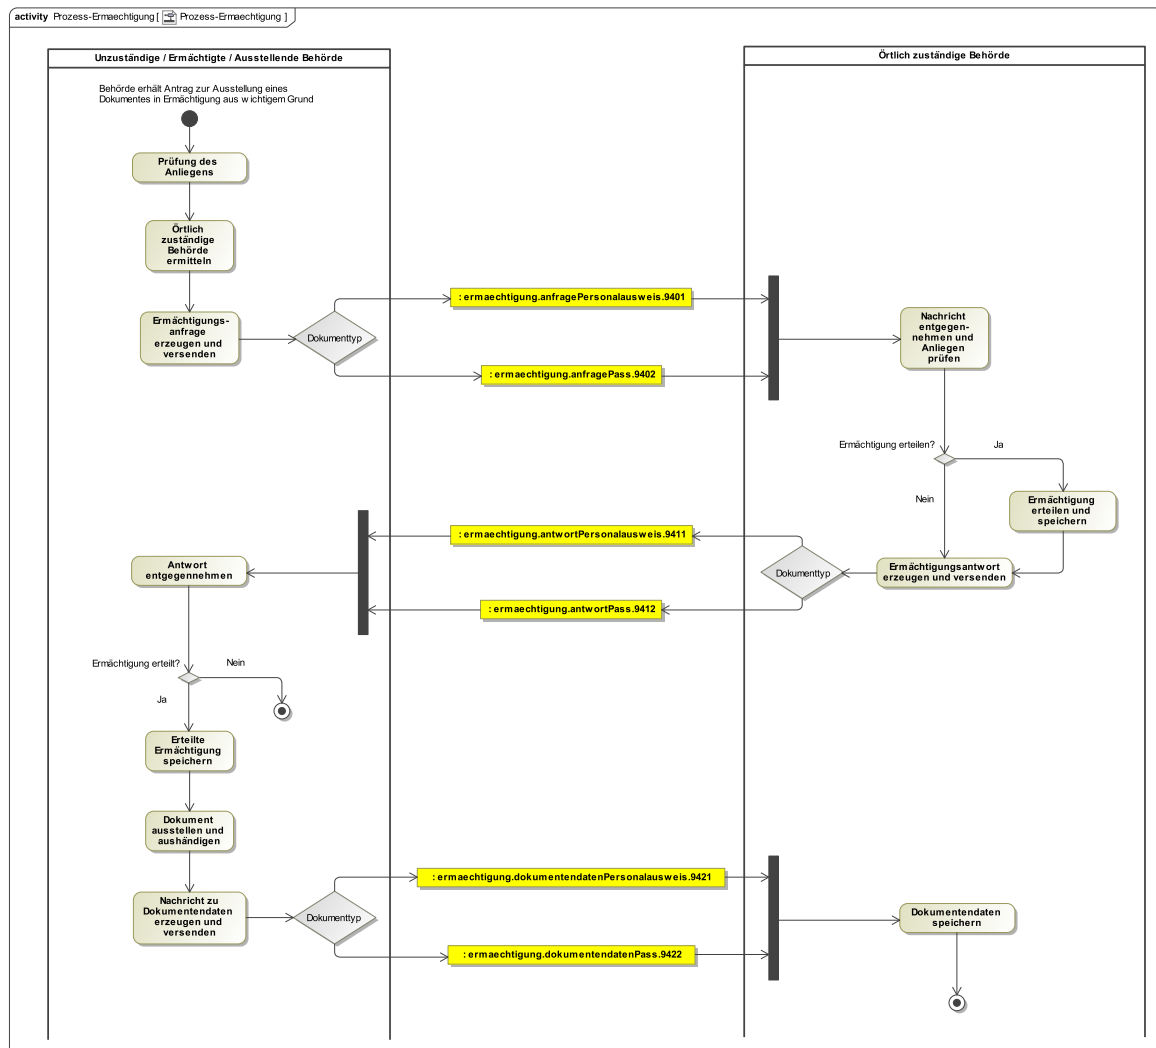 activity Prozess-Ermaechtigung [ Prozess-Ermaechtigung ]
Unzuständige / Ermächtigte / Ausstellende Behörde
Örtlich zuständige Behörde
Behörde erhält Antrag zur Ausstellung eines
Dokumentes in Ermächtigung aus wichtigem Grund
Prüfung des
Anliegens
Örtlich
zuständige
Behörde
ermitteln
Ermächtigungs-
anfrage
erzeugen und
versenden
Dokumenttyp
: ermaechtigung.anfragePersonalausweis.9401
: ermaechtigung.anfragePass.9402
Nachricht
entgegen-
nehmen und
Anliegen
prüfen
Ermächtigung erteilen?
Ja
Nein
Ermächtigung
erteilen und
speichern
Ermächtigungsantwort
erzeugen und versenden
Dokumenttyp
: ermaechtigung.antwortPersonalausweis.9411
: ermaechtigung.antwortPass.9412
Antwort
entgegennehmen
Ermächtigung erteilt?
Nein
Ja
Erteilte
Ermächtigung
speichern
Dokument
ausstellen und
aushändigen
Nachricht zu
Dokumentendaten
erzeugen und
versenden
Dokumenttyp
: ermaechtigung.dokumentendatenPersonalausweis.9421
: ermaechtigung.dokumentendatenPass.9422
Dokumentendaten
speichern